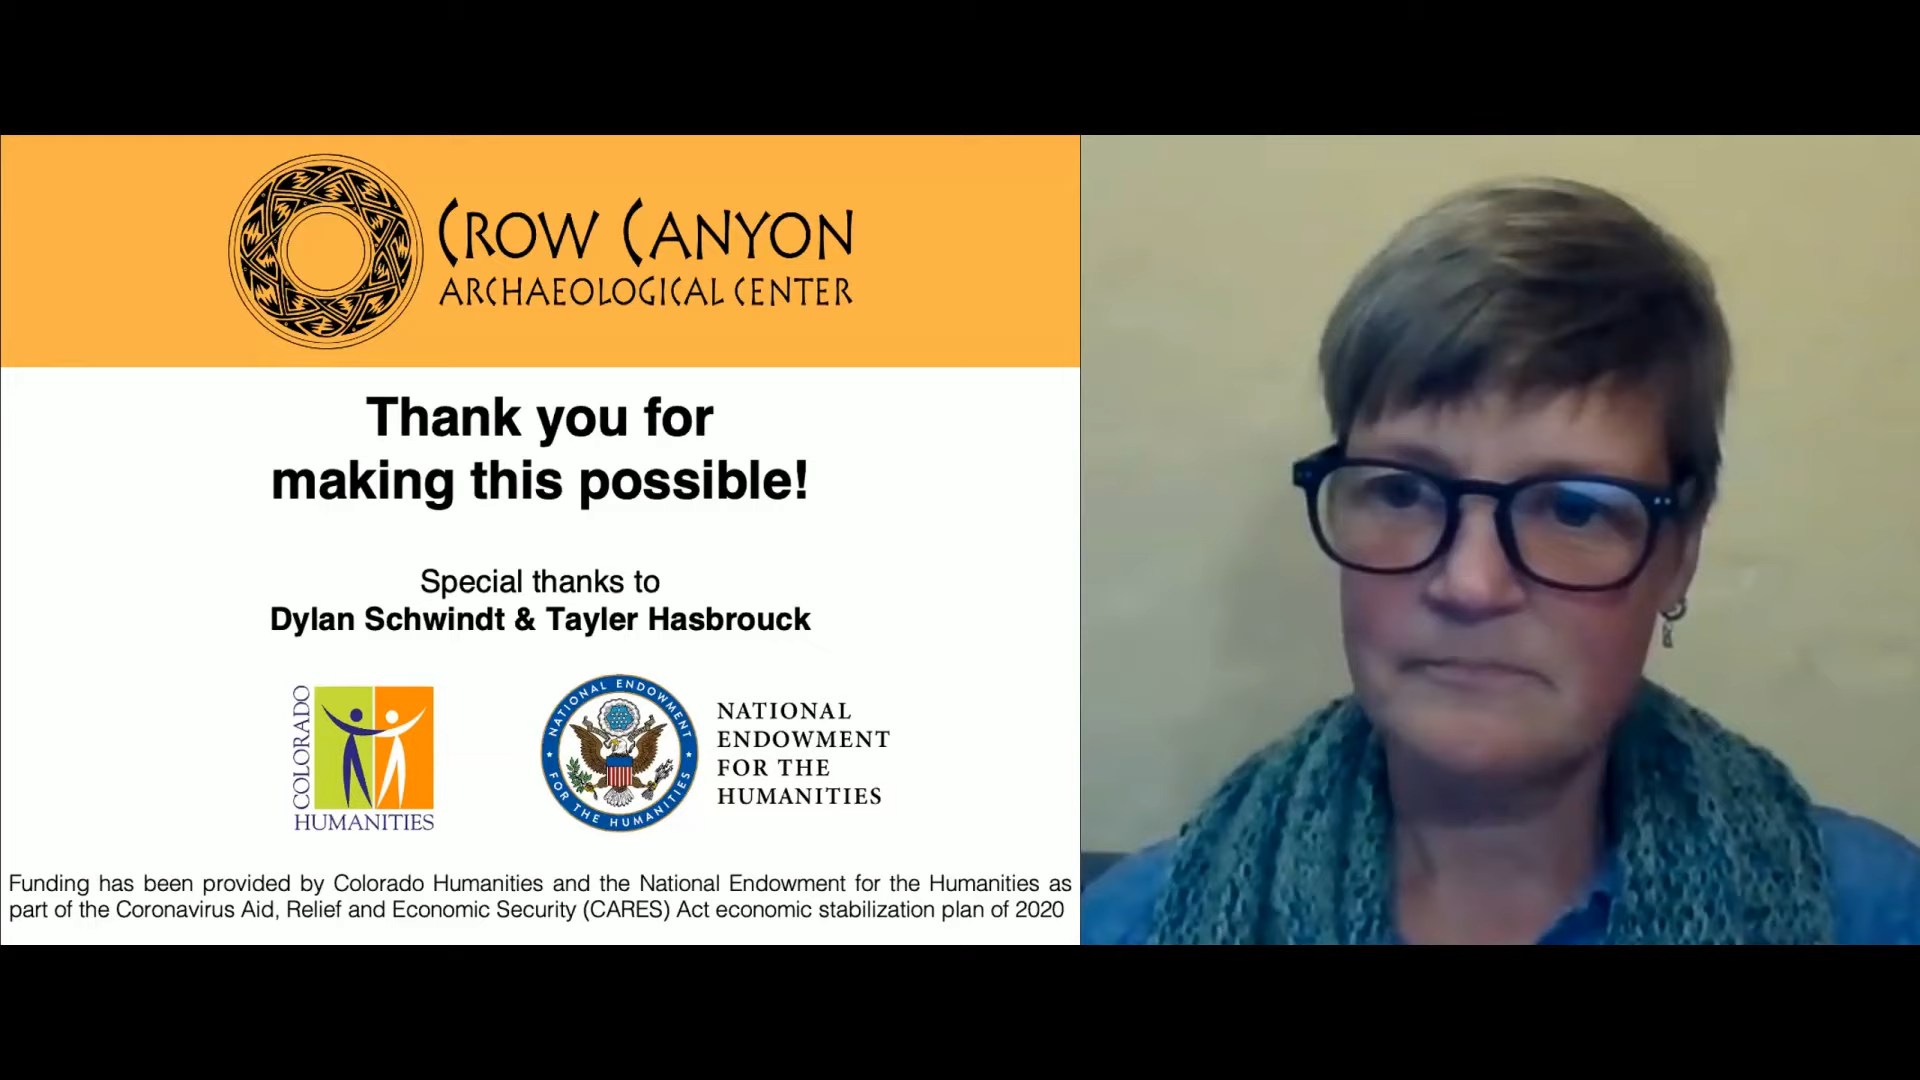 CROW CANYON
ARCHAEOLOGICAL CENTER
Thank you for
making this possible!
Special thanks to
Dylan Schwindt & Tayler Hasbrouck
COLORADO
HUMANITIES
NATIONAL ENDOWMENT
FOR THE HUMANITIES
NATIONAL
ENDOWMENT
FOR THE
HUMANITIES
Funding has been provided by Colorado Humanities and the National Endowment for the Humanities as
part of the Coronavirus Aid, Relief and Economic Security (CARES) Act economic stabilization plan of 2020